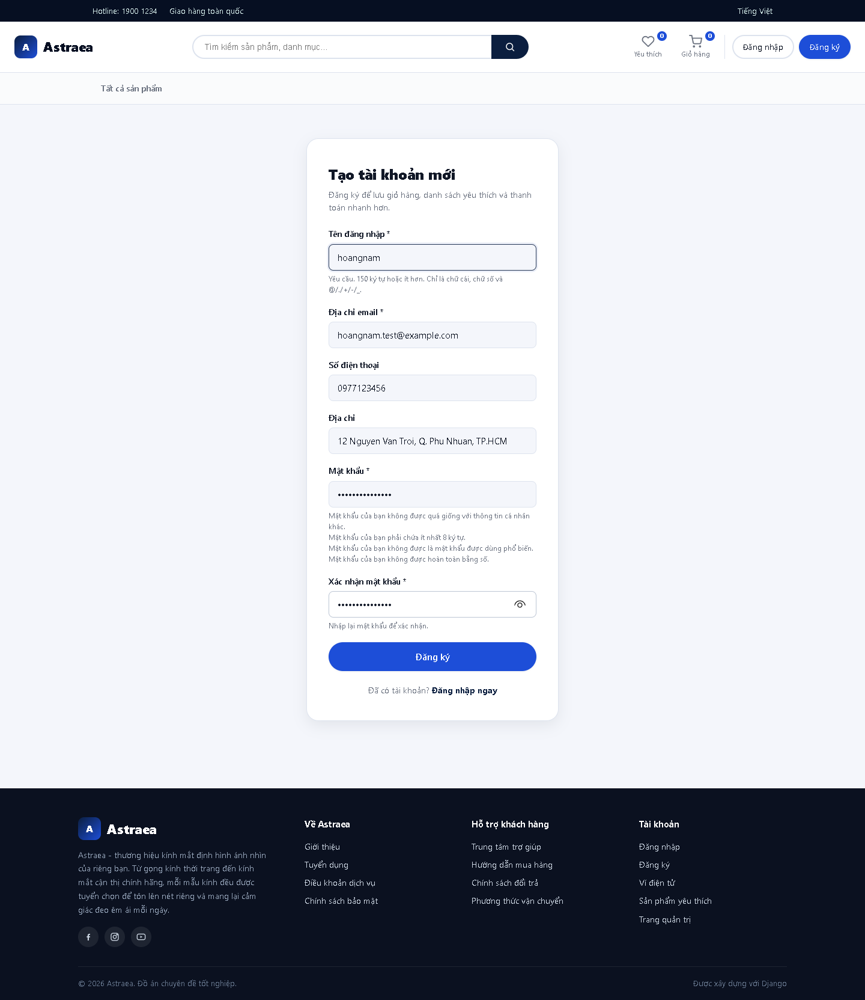 Hotline: 1900 1234
Giao hàng toàn quốc
Tiếng Việt
A
Astraea
Tìm kiếm sản phẩm, danh mục...
0
Yêu thích
0
Giỏ hàng
Đăng nhập
Đăng ký
Tất cả sản phẩm
Tạo tài khoản mới
Đăng ký để lưu giỏ hàng, danh sách yêu thích và thanh
toán nhanh hơn.
Tên đăng nhập *
hoangnam
Yêu cầu. 150 ký tự hoặc ít hơn. Chỉ là chữ cái, chữ số và
@/./+/-/_.
Địa chỉ email *
hoangnam.test@example.com
Số điện thoại
0977123456
Địa chỉ
12 Nguyen Van Troi, Q. Phu Nhuan, TP.HCM
Mật khẩu *
•••••••••••••••
Mật khẩu của bạn không được quá giống với thông tin cá nhân
khác.
Mật khẩu của bạn phải chứa ít nhất 8 ký tự.
Mật khẩu của bạn không được là mật khẩu được dùng phổ biến.
Mật khẩu của bạn không được hoàn toàn bằng số.
Xác nhận mật khẩu *
•••••••••••••••
Nhập lại mật khẩu để xác nhận.
Đăng ký
Đã có tài khoản? Đăng nhập ngay
A
Astraea
Astraea - thương hiệu kính mắt định hình ánh nhìn
của riêng bạn. Từ gọng kính thời trang đến kính
mắt cận thị chính hãng, mỗi mẫu kính đều được
tuyển chọn để tôn lên nét riêng và mang lại cảm
giác đeo êm ái mỗi ngày.
Về Astraea
Giới thiệu
Tuyển dụng
Điều khoản dịch vụ
Chính sách bảo mật
Hỗ trợ khách hàng
Trung tâm trợ giúp
Hướng dẫn mua hàng
Chính sách đổi trả
Phương thức vận chuyển
Tài khoản
Đăng nhập
Đăng ký
Ví điện tử
Sản phẩm yêu thích
Trang quản trị
© 2026 Astraea. Đồ án chuyên đề tốt nghiệp.
Được xây dựng với Django